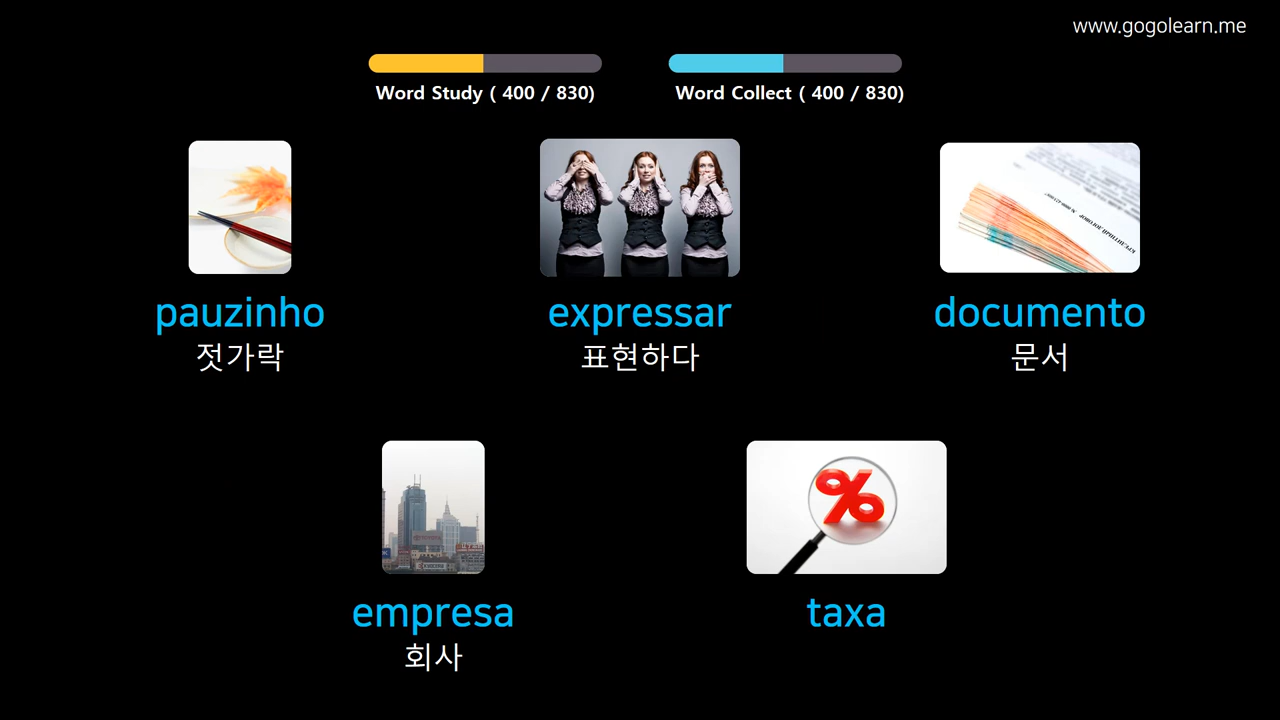 www.gogolearn.me
Word Study ( 400 / 830)
Word Collect ( 400 / 830)
pauzinho
젓가락
expressar
표현하다
documento
문서
empresa
회사
%
taxa